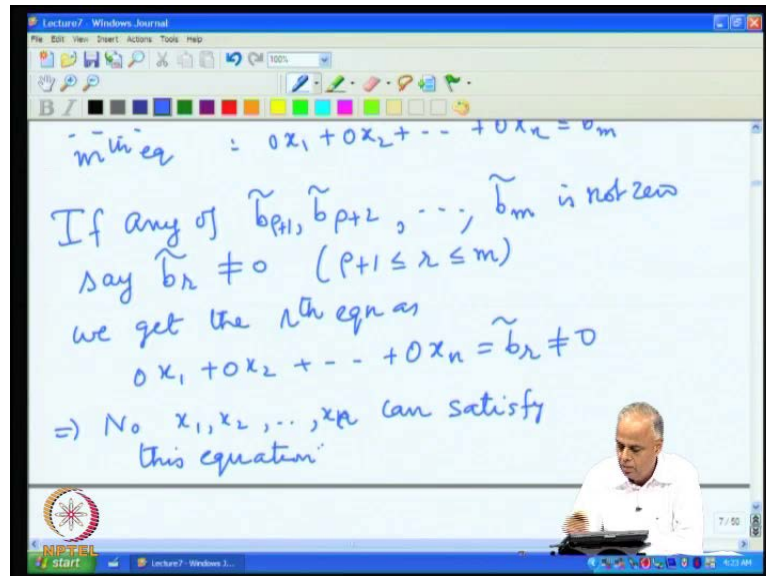 Lecture7 - Windows Journal
File Edit View Insert Actions Tools Help
100%
B I
m th eq : 0x₁ + 0x₂ + -- + 0xₙ = b̃ₘ
If any of b̃ρ+1, b̃ρ+2, ..., b̃ₘ is not zero
say b̃r ≠ 0 (ρ+1 ≤ r ≤ m)
we get the rth eqn as
0x₁ + 0x₂ + -- + 0xₙ = b̃r ≠ 0
⇒ No x₁, x₂, .., xₙ can satisfy
this equation
7/50
NPTEL
start Lecture7 - Windows J... 4:23 AM